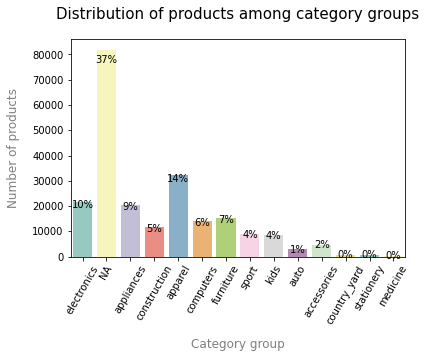 Distribution of products among category groups
Number of products
80000
70000
60000
50000
40000
30000
20000
10000
0
10%
37%
9%
5%
14%
6%
7%
4%
4%
1%
2%
0%
0%
0%
electronics
NA
appliances
construction
apparel
computers
furniture
sport
kids
auto
accessories
country_yard
stationery
medicine
Category group